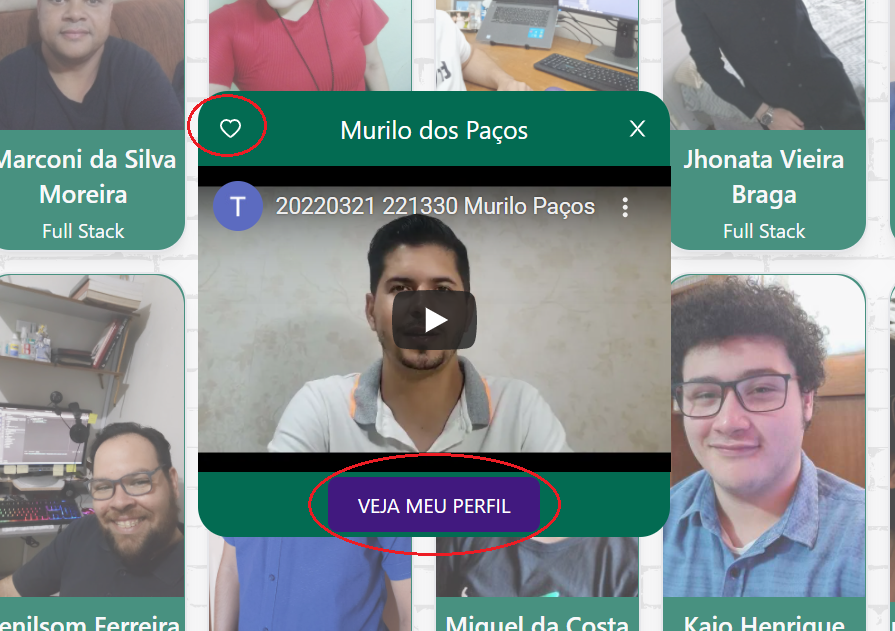 Marconi da Silva
Moreira
Full Stack
Murilo dos Paços
X
T
20220321 221330 Murilo Paços
VEJA MEU PERFIL
Jhonata Vieira
Braga
Full Stack
enilsom Ferreira
Miguel da Costa
Kaio Henrique